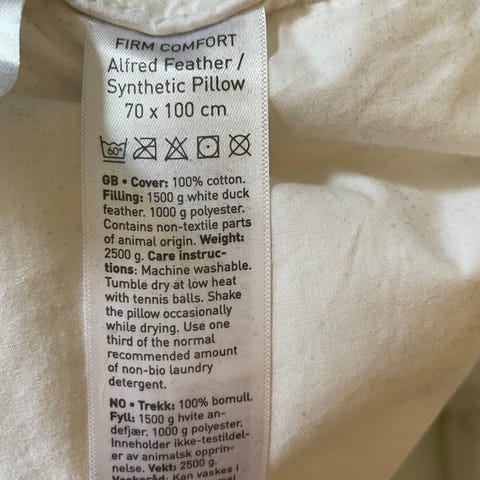 FIRM COMFORT
Alfred Feather /
Synthetic Pillow
70 x 100 cm
60°
GB • Cover: 100% cotton.
Filling: 1500 g white duck
feather. 1000 g polyester.
Contains non-textile parts
of animal origin. Weight:
2500 g. Care instruc-
tions: Machine washable.
Tumble dry at low heat
with tennis balls. Shake
the pillow occasionally
while drying. Use one
third of the normal
recommended amount
of non-bio laundry
detergent.
NO • Trekk: 100% bomull.
Fyll: 1500 g hvite an-
defjær. 1000 g polyester.
Inneholder ikke-testildel-
er av animalsk opprin-
nelse. Vekt: 2500 g.
Vaskeråd: Kan vaskes i